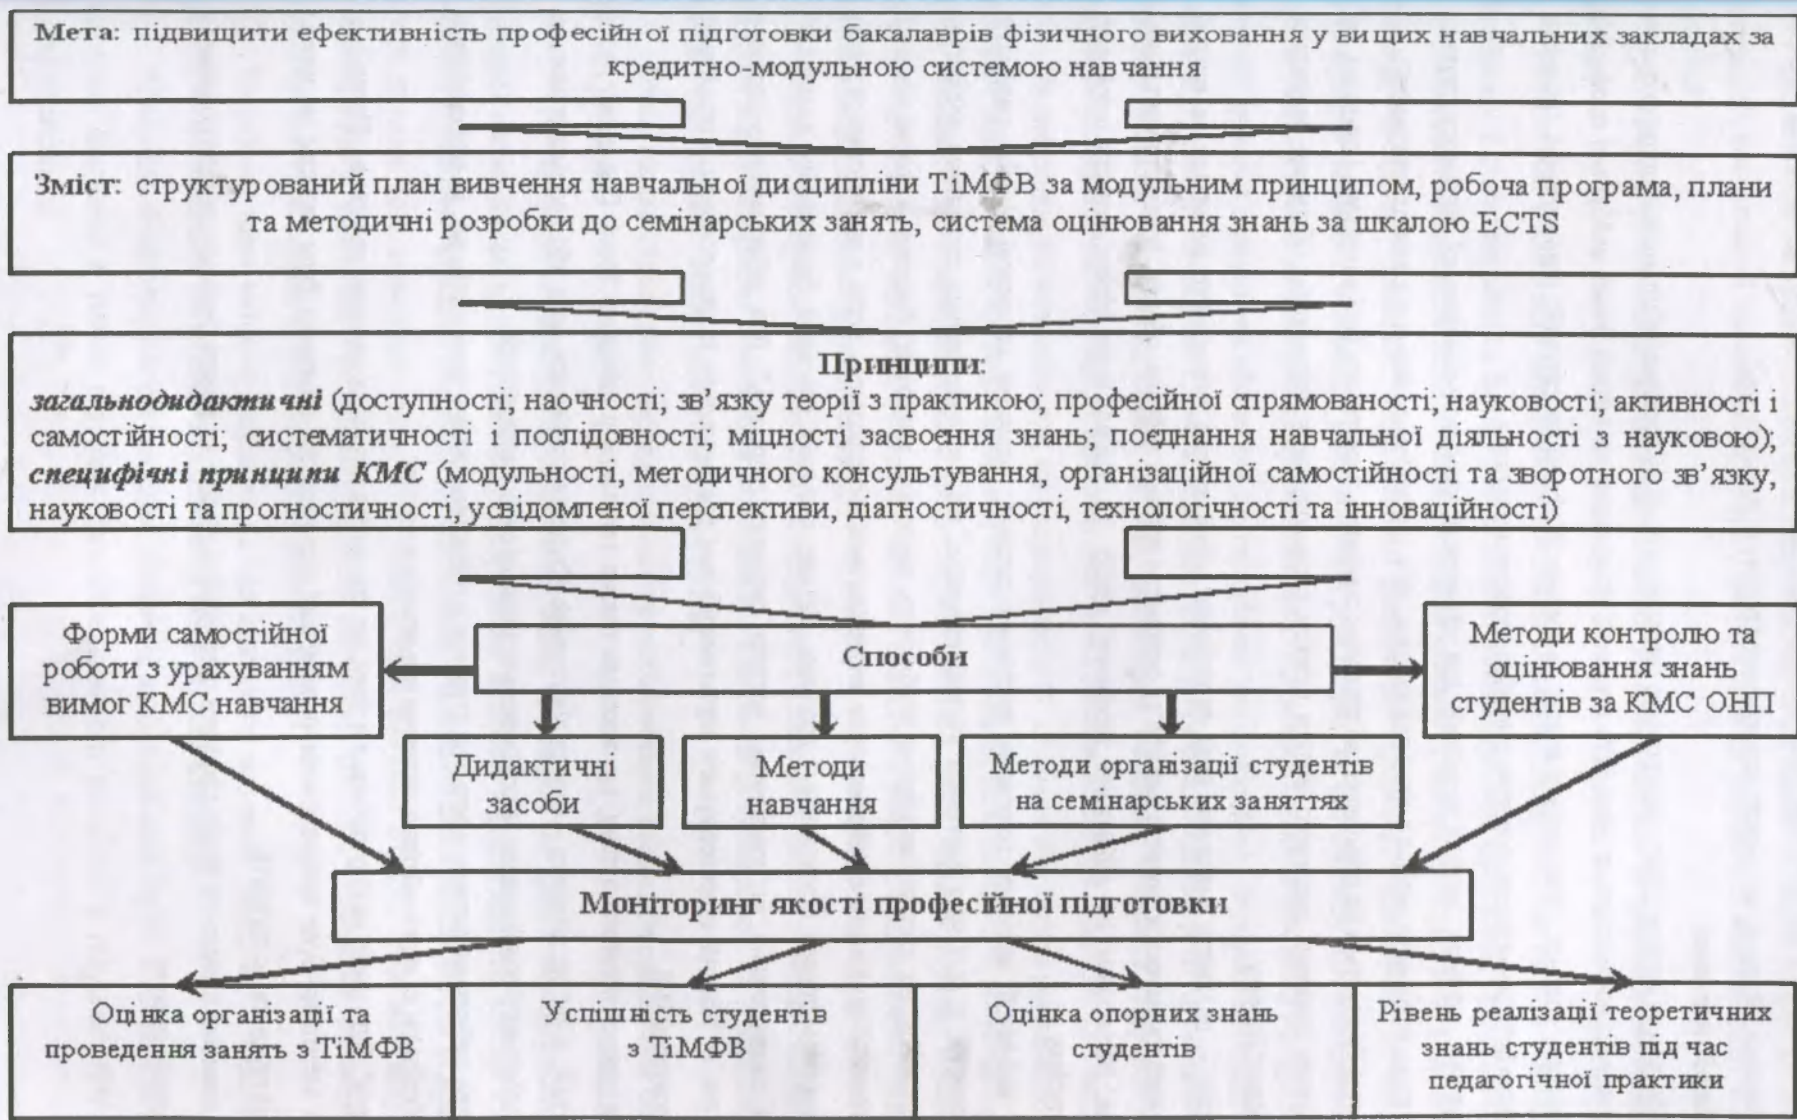 Мета: підвищити ефективність професійної підготовки бакалаврів фізичного виховання у вищих навчальних закладах за
кредитно-модульною системою навчання
Зміст: структурований план вивчення навчальної дисципліни ТіМФВ за модульним принципом, робоча програма, плани
та методичні розробки до семінарських занять, система оцінювання знань за шкалою ECTS
Принципи:
загальнодидактичні (доступності; наочності; зв’язку теорії з практикою; професійної спрямованості; науковості; активності і
самостійності; систематичності і послідовності; міцності засвоєння знань; поєднання навчальної діяльності з науковою);
специфічні принципи КМС (модульності, методичного консультування, організаційної самостійності та зворотного зв’язку,
науковості та прогностичності, усвідомленої перспективи, діагностичності, технологічності та інноваційності)
Форми самостійної
роботи з урахуванням
вимог КМС навчання
Способи
Методи контролю та
оцінювання знань
студентів за КМС ОНП
Дидактичні
засоби
Методи
навчання
Методи організації студентів
на семінарських заняттях
Моніторинг якості професійної підготовки
Оцінка організації та
проведення занять з ТіМФВ
Успішність студентів
з ТіМФВ
Оцінка опорних знань
студентів
Рівень реалізації теоретичних
знань студентів під час
педагогічної практики